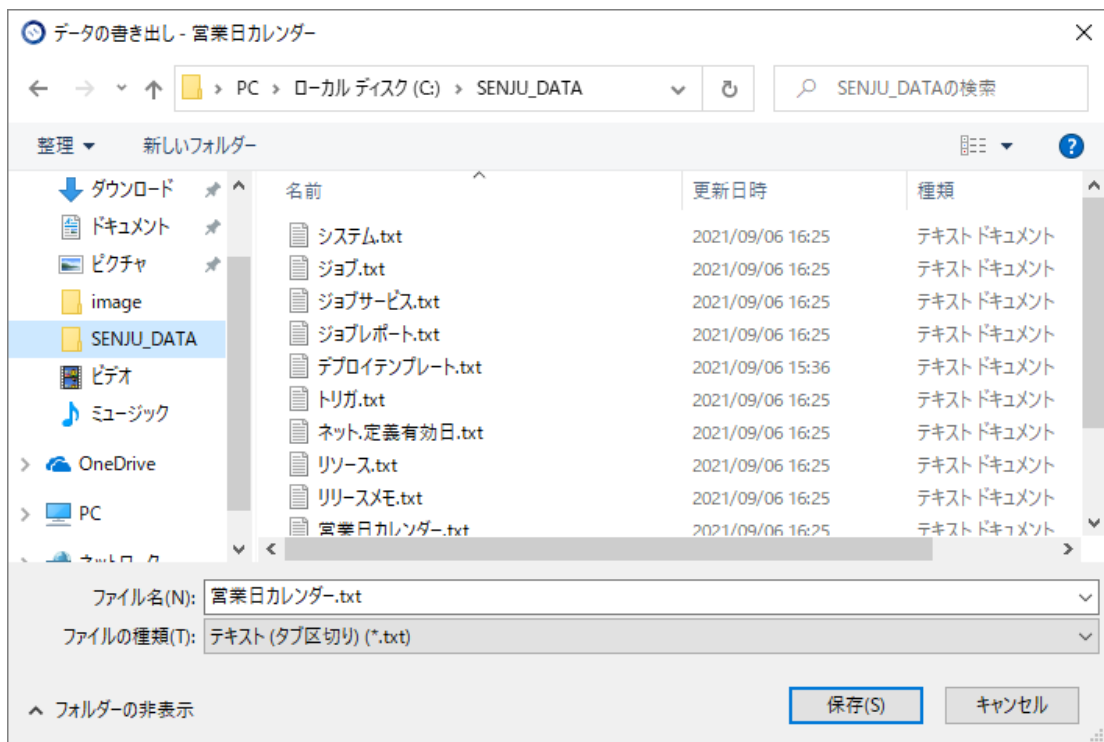 データの書き出し - 営業日カレンダー
PC › ローカル ディスク (C:) › SENJU_DATA
SENJU_DATAの検索
整理
新しいフォルダー
ダウンロード
ドキュメント
ピクチャ
image
SENJU_DATA
ビデオ
ミュージック
OneDrive
PC
ネットワーク
名前 更新日時 種類
システム.txt 2021/09/06 16:25 テキスト ドキュメント
ジョブ.txt 2021/09/06 16:25 テキスト ドキュメント
ジョブサービス.txt 2021/09/06 16:25 テキスト ドキュメント
ジョブレポート.txt 2021/09/06 16:25 テキスト ドキュメント
デプロイテンプレート.txt 2021/09/06 15:36 テキスト ドキュメント
トリガ.txt 2021/09/06 16:25 テキスト ドキュメント
ネット.定義有効日.txt 2021/09/06 16:25 テキスト ドキュメント
リソース.txt 2021/09/06 16:25 テキスト ドキュメント
リリースメモ.txt 2021/09/06 16:25 テキスト ドキュメント
営業日カレンダー.txt 2021/09/06 16:25 テキスト ドキュメント
ファイル名(N): 営業日カレンダー.txt
ファイルの種類(T): テキスト (タブ区切り) (*.txt)
フォルダーの非表示
保存(S)
キャンセル